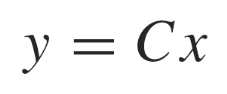 y = Cx